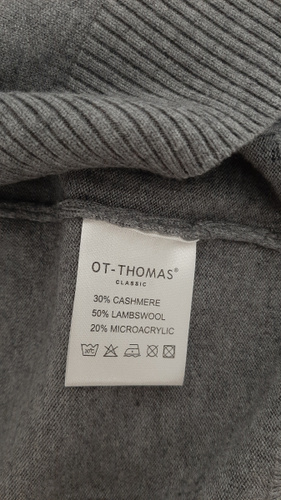 OT-THOMAS®
CLASSIC
30% CASHMERE
50% LAMBSWOOL
20% MICROACRYLIC